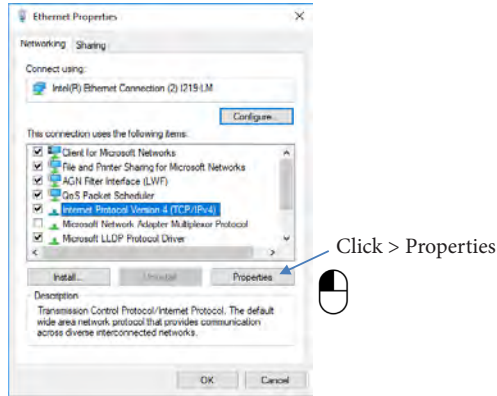 Ethernet Properties
Networking Sharing
Connect using:
Intel(R) Ethernet Connection (2) I219-LM
Configure...
This connection uses the following items:
Client for Microsoft Networks
File and Printer Sharing for Microsoft Networks
AGN Filter Interface (LWF)
QoS Packet Scheduler
Internet Protocol Version 4 (TCP/IPv4)
Microsoft Network Adapter Multiplexor Protocol
Microsoft LLDP Protocol Driver
Click > Properties
Install... Uninstall Properties
Description
Transmission Control Protocol/Internet Protocol. The default
wide area network protocol that provides communication
across diverse interconnected networks.
OK Cancel